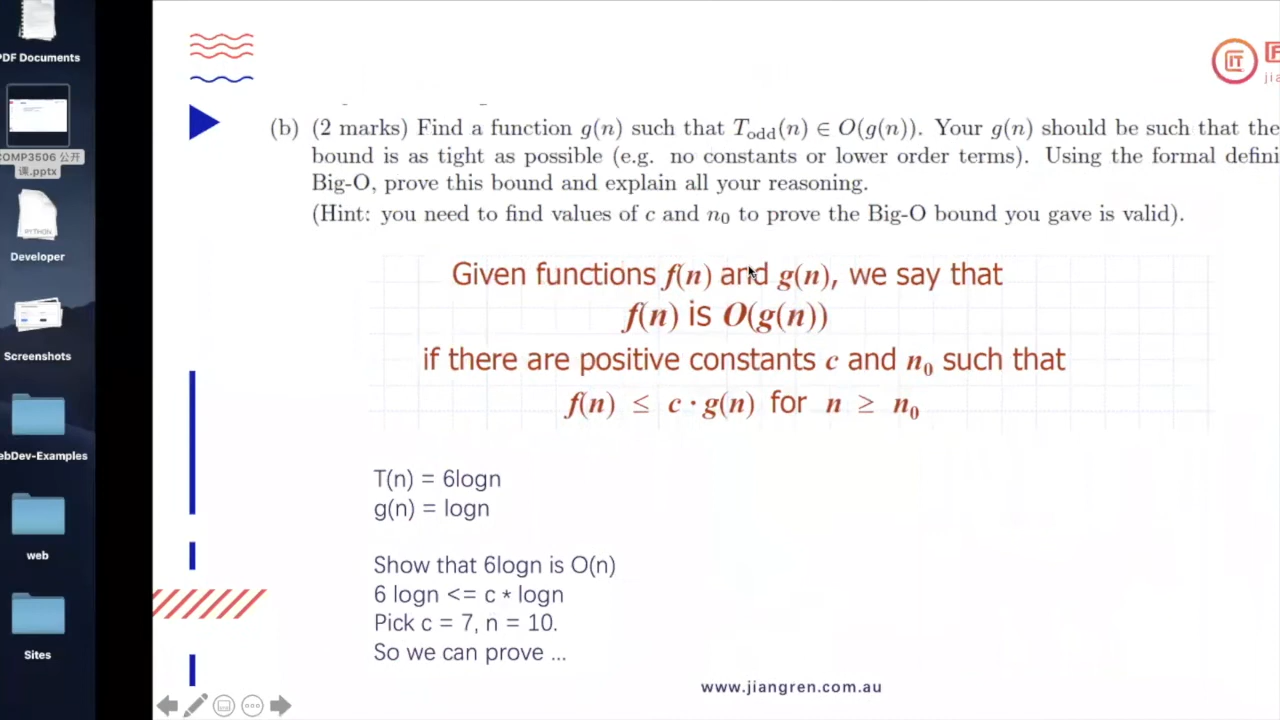 PDF Documents
COMP3506 公开
课.pptx
PYTHON
Developer
Screenshots
ebDev-Examples
web
Sites
IT
jia
(b) (2 marks) Find a function g(n) such that T_odd(n) ∈ O(g(n)). Your g(n) should be such that the
bound is as tight as possible (e.g. no constants or lower order terms). Using the formal defini
Big-O, prove this bound and explain all your reasoning.
(Hint: you need to find values of c and n₀ to prove the Big-O bound you gave is valid).
Given functions f(n) and g(n), we say that
f(n) is O(g(n))
if there are positive constants c and n₀ such that
f(n) ≤ c · g(n) for n ≥ n₀
T(n) = 6logn
g(n) = logn
Show that 6logn is O(n)
6 logn <= c * logn
Pick c = 7, n = 10.
So we can prove ...
www.jiangren.com.au